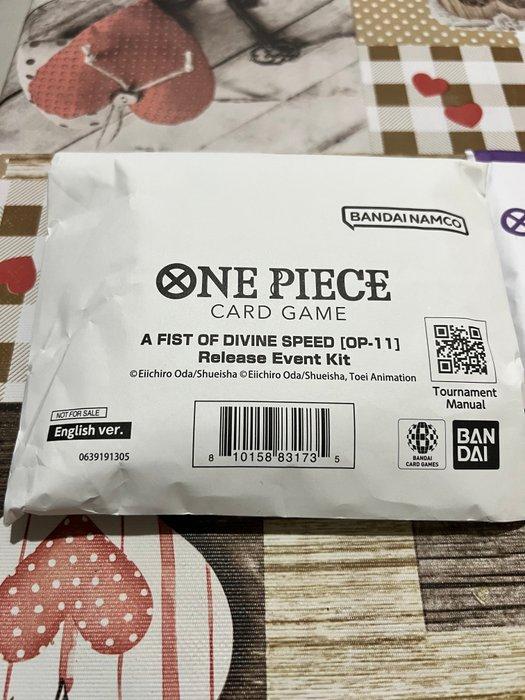 BANDAI NAMCO
ONE PIECE
CARD GAME
A FIST OF DIVINE SPEED [OP-11]
Release Event Kit
©Eiichiro Oda/Shueisha ©Eiichiro Oda/Shueisha, Toei Animation
Tournament
Manual
NOT FOR SALE
English ver.
0639191305
8 10158 83173 5
BANDAI
CARD GAMES
BAN
DAI